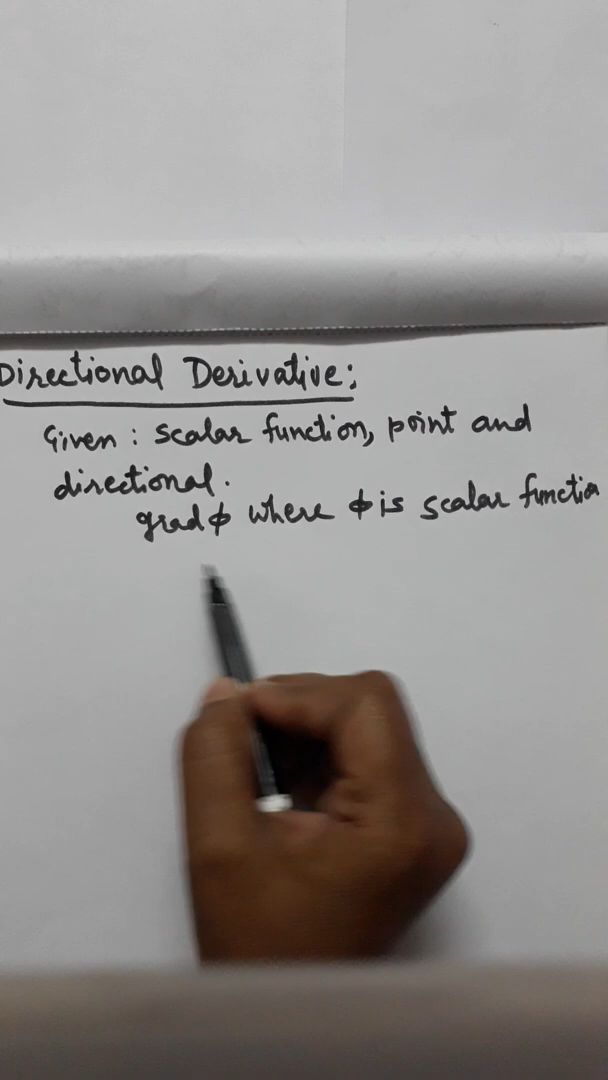 Directional Derivative:
Given : scalar function, point and
directional.
grad ϕ where ϕ is scalar functio